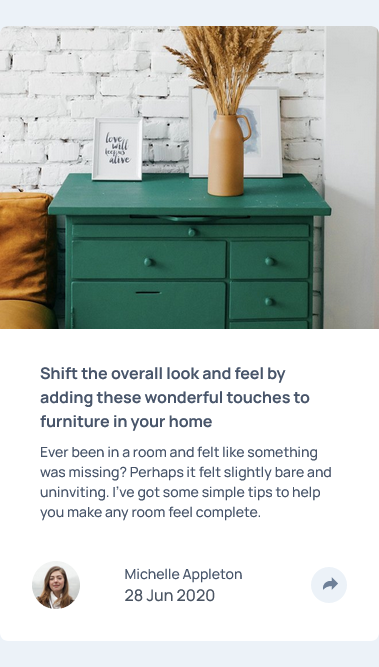 love
will
keep us
alive
Shift the overall look and feel by
adding these wonderful touches to
furniture in your home
Ever been in a room and felt like something
was missing? Perhaps it felt slightly bare and
uninviting. I've got some simple tips to help
you make any room feel complete.
Michelle Appleton
28 Jun 2020